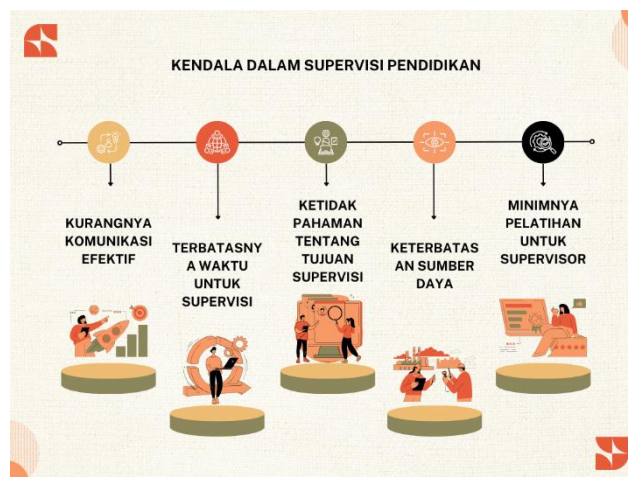 KENDALA DALAM SUPERVISI PENDIDIKAN
KURANGNYA
KOMUNIKASI
EFEKTIF
TERBATASNY
A WAKTU
UNTUK
SUPERVISI
KETIDAK
PAHAMAN
TENTANG
TUJUAN
SUPERVISI
KETERBATAS
AN SUMBER
DAYA
MINIMNYA
PELATIHAN
UNTUK
SUPERVISOR